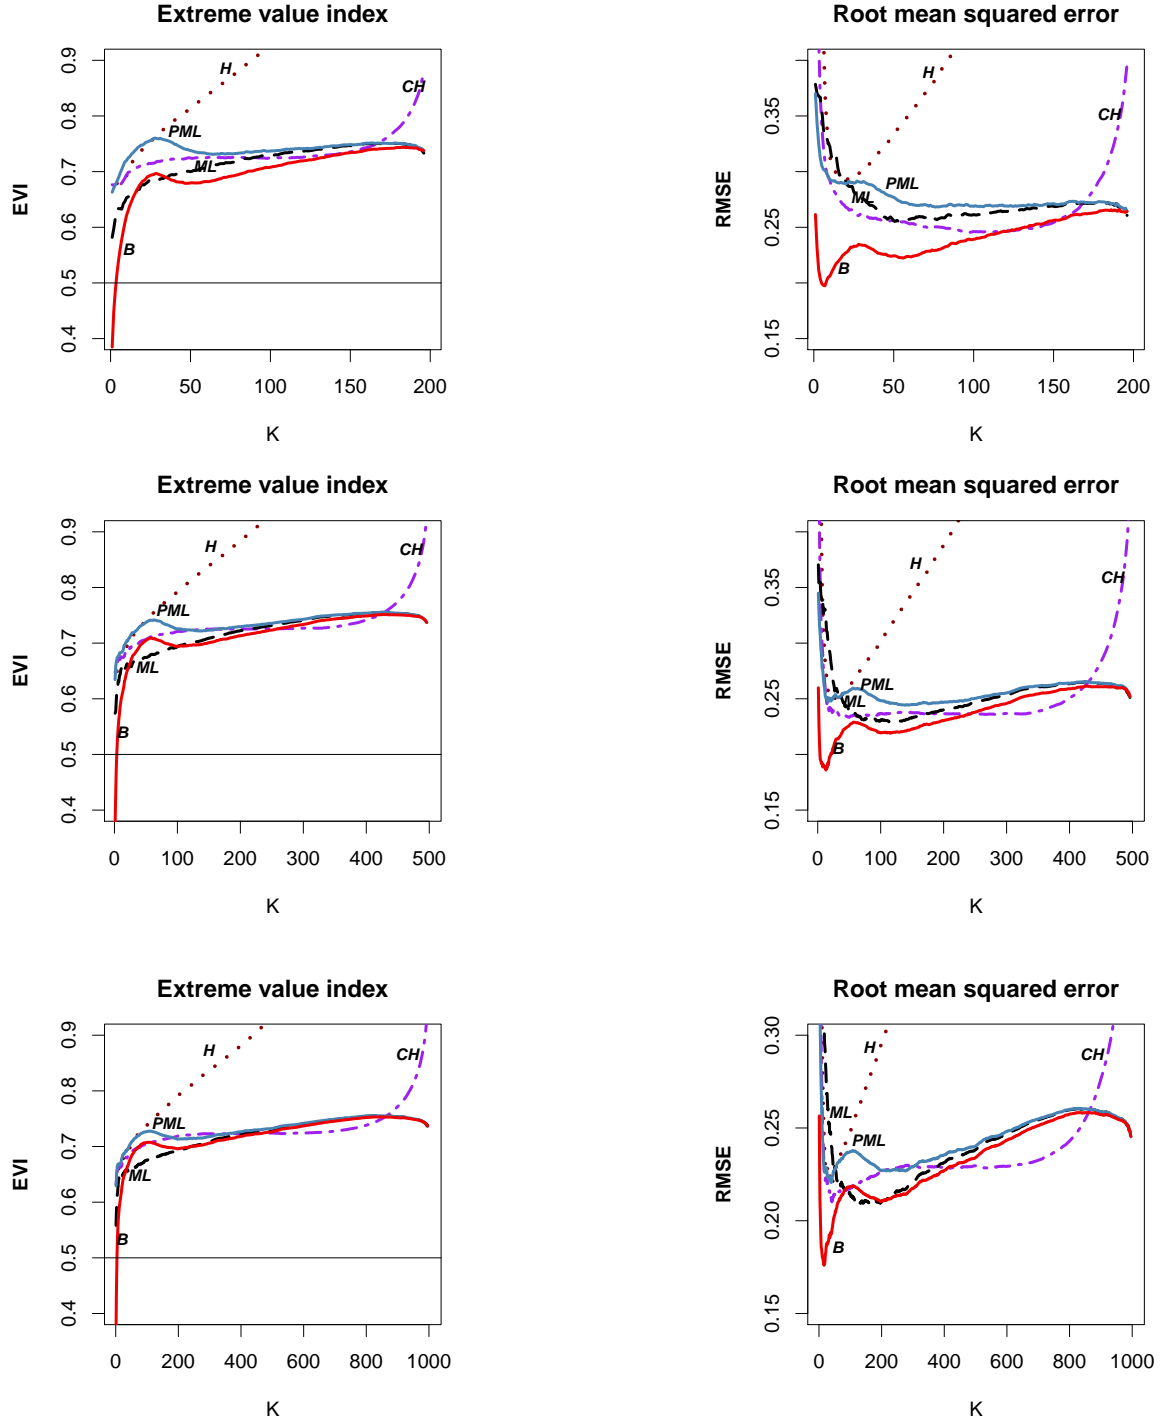 Extreme value index
Root mean squared error
0.9
0.8
0.7
0.6
0.5
0.4
EVI
H
CH
PML
ML
B
0 50 100 150 200
K
0.35
0.25
0.15
RMSE
H
CH
PML
ML
B
0 50 100 150 200
K
Extreme value index
Root mean squared error
0.9
0.8
0.7
0.6
0.5
0.4
EVI
H
CH
PML
ML
B
0 100 200 300 400 500
K
0.35
0.25
0.15
RMSE
H
CH
PML
ML
B
0 100 200 300 400 500
K
Extreme value index
Root mean squared error
0.9
0.8
0.7
0.6
0.5
0.4
EVI
H
CH
PML
ML
B
0 200 400 600 800 1000
K
0.30
0.25
0.20
0.15
RMSE
H
CH
ML
PML
B
0 200 400 600 800 1000
K